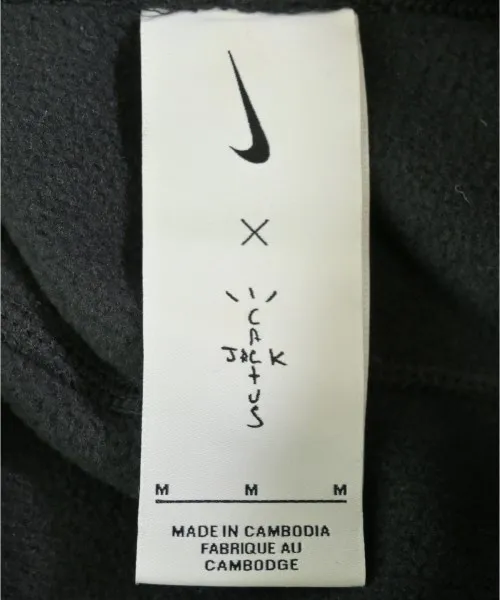 X
CACTUS
JACK
M M M
MADE IN CAMBODIA
FABRIQUE AU
CAMBODGE